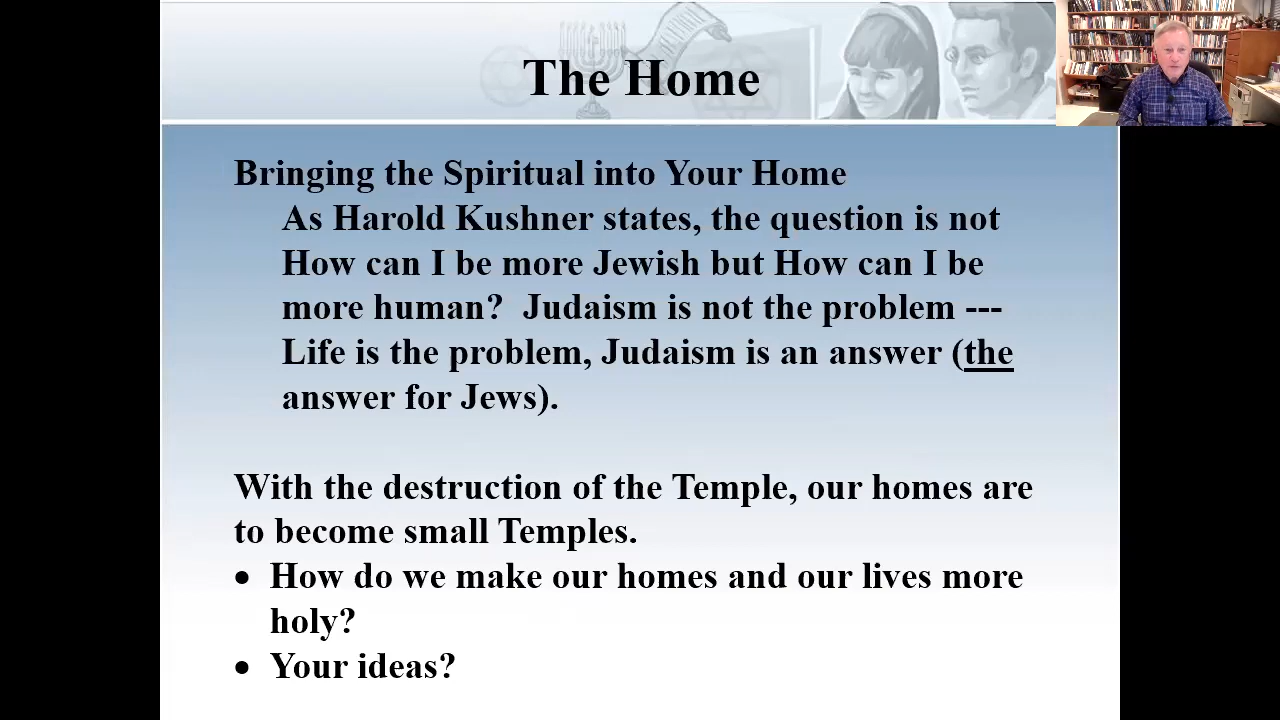 The Home
Bringing the Spiritual into Your Home
As Harold Kushner states, the question is not
How can I be more Jewish but How can I be
more human?  Judaism is not the problem ---
Life is the problem, Judaism is an answer (the
answer for Jews).
With the destruction of the Temple, our homes are
to become small Temples.
• How do we make our homes and our lives more
holy?
• Your ideas?